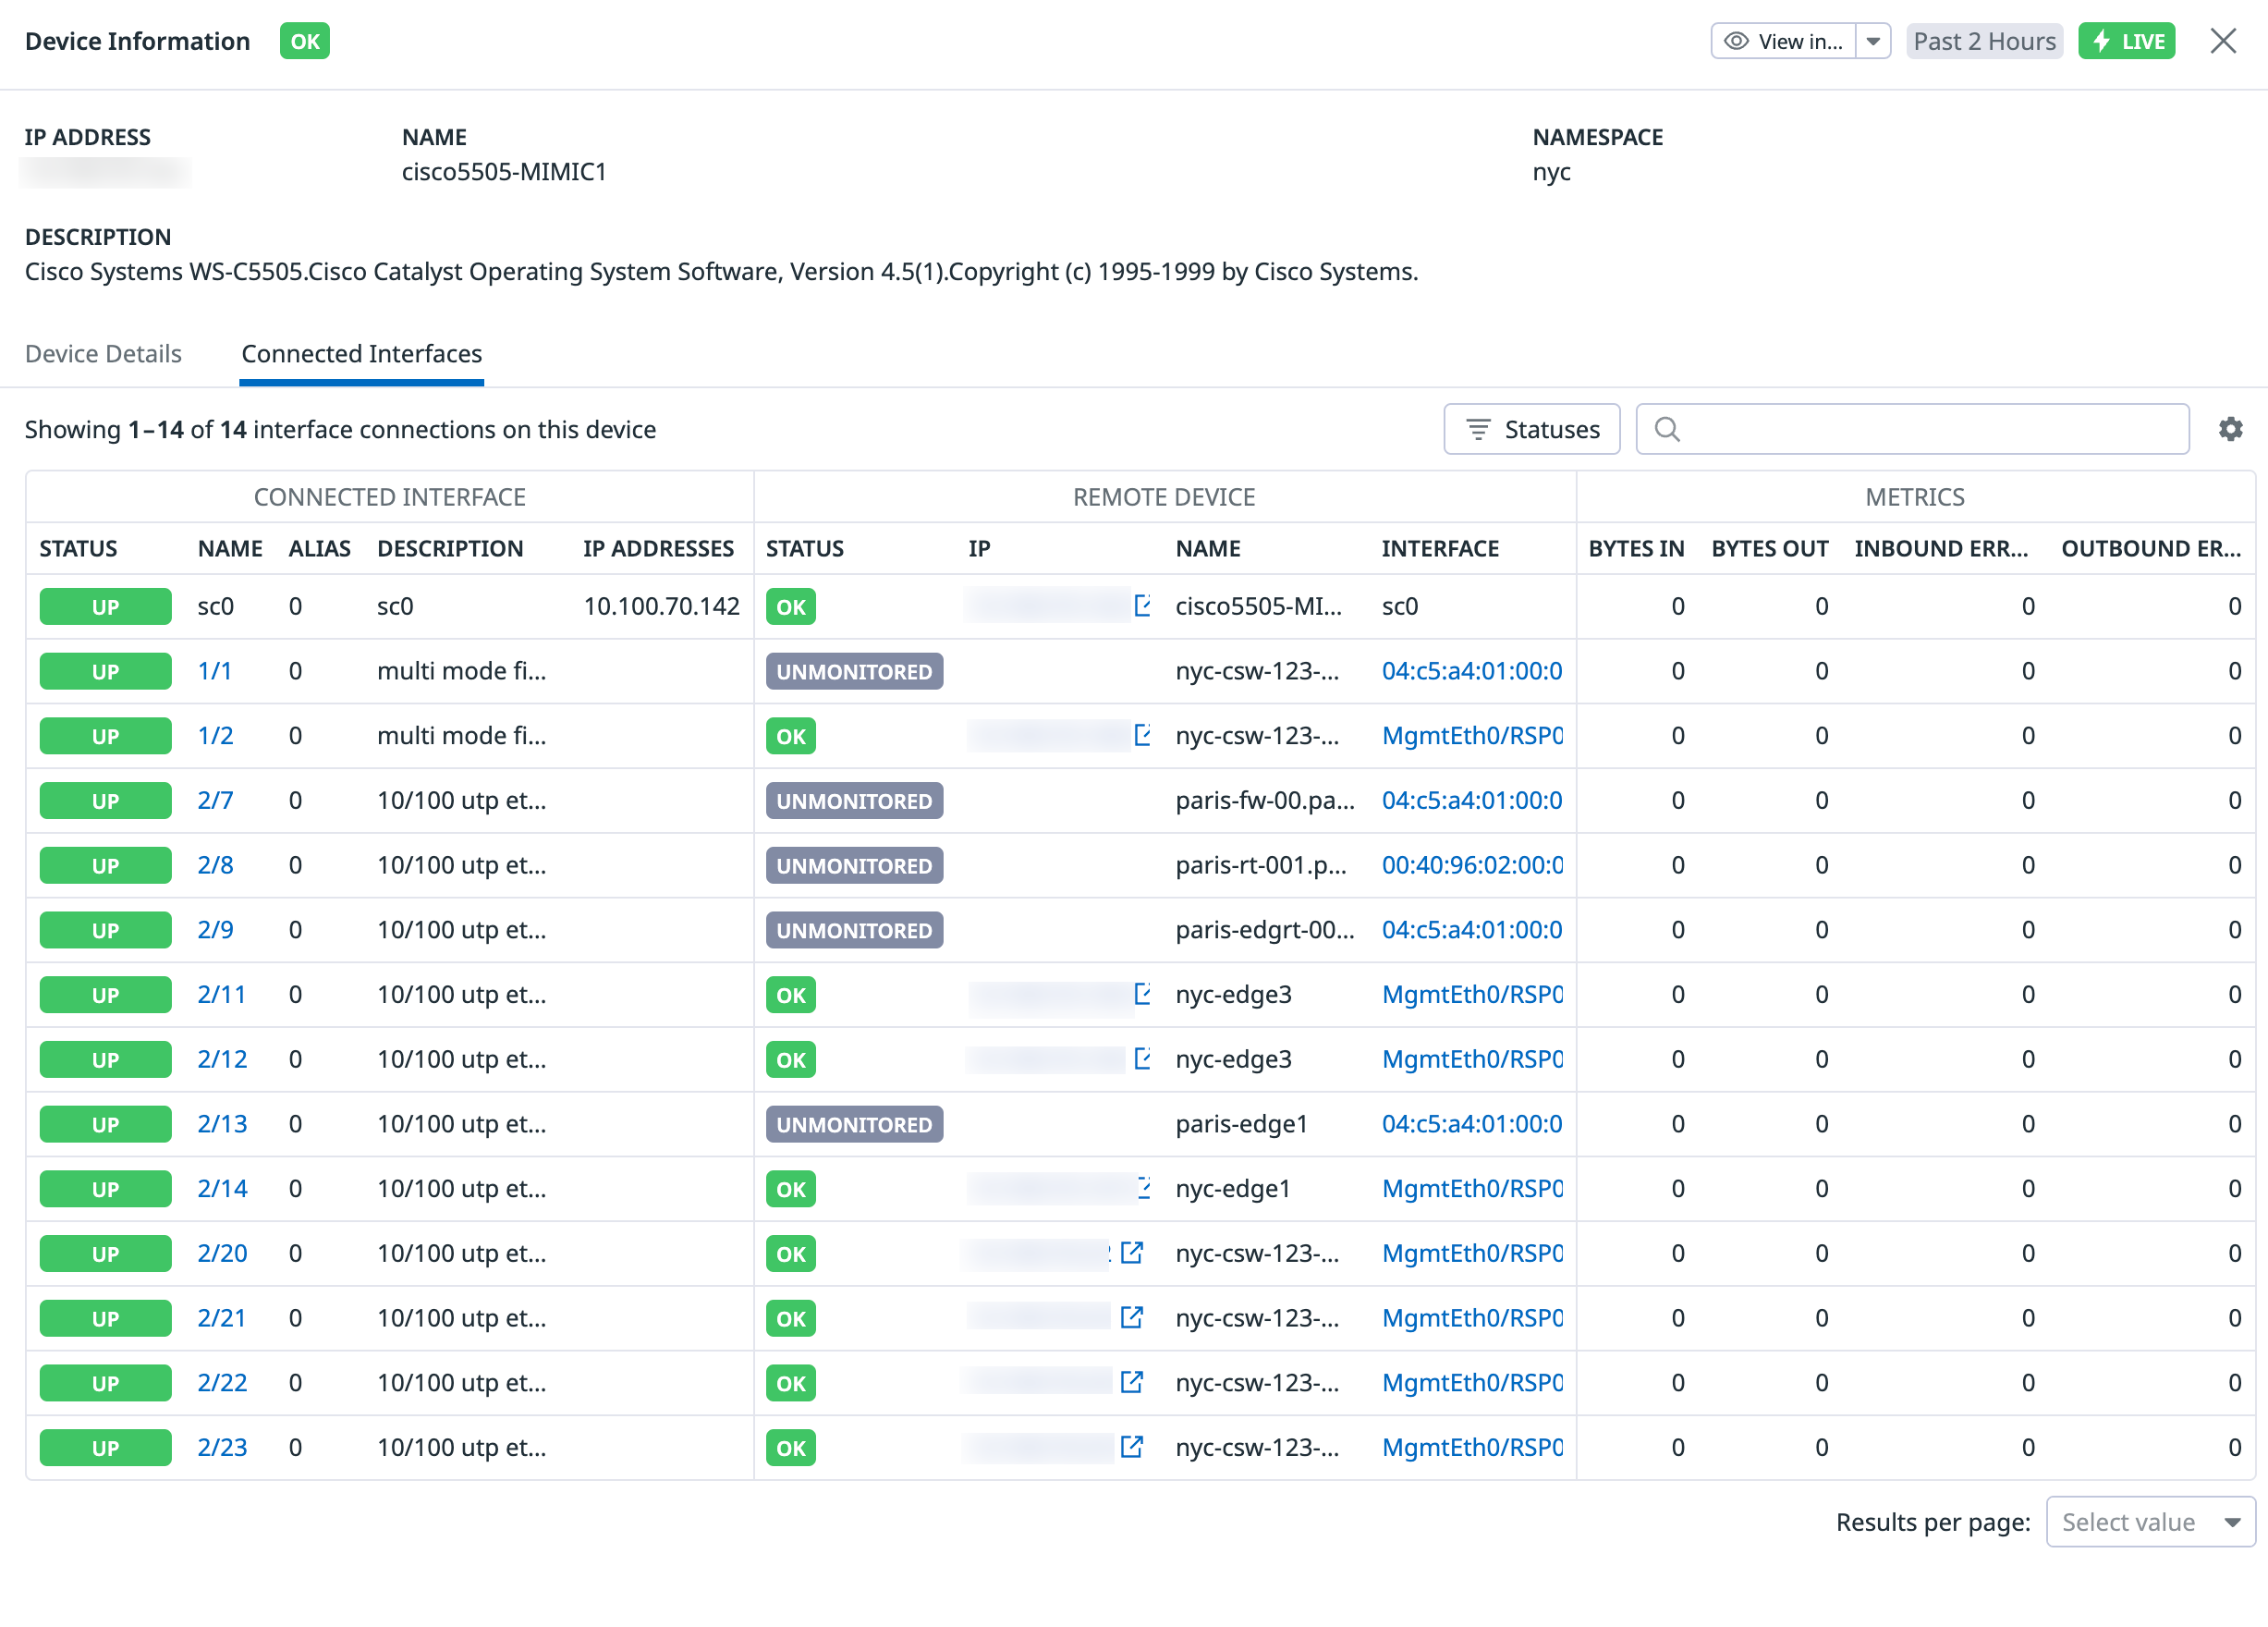 Device Information OK View in... Past 2 Hours LIVE
IP ADDRESS NAME NAMESPACE
cisco5505-MIMIC1 nyc
DESCRIPTION
Cisco Systems WS-C5505.Cisco Catalyst Operating System Software, Version 4.5(1).Copyright (c) 1995-1999 by Cisco Systems.
Device Details Connected Interfaces
Showing 1–14 of 14 interface connections on this device Statuses
CONNECTED INTERFACE REMOTE DEVICE METRICS
STATUS NAME ALIAS DESCRIPTION IP ADDRESSES STATUS IP NAME INTERFACE BYTES IN BYTES OUT INBOUND ERR... OUTBOUND ER...
UP sc0 0 sc0 10.100.70.142 OK cisco5505-MI... sc0 0 0 0 0
UP 1/1 0 multi mode fi... UNMONITORED nyc-csw-123-... 04:c5:a4:01:00:0 0 0 0 0
UP 1/2 0 multi mode fi... OK nyc-csw-123-... MgmtEth0/RSP0 0 0 0 0
UP 2/7 0 10/100 utp et... UNMONITORED paris-fw-00.pa... 04:c5:a4:01:00:0 0 0 0 0
UP 2/8 0 10/100 utp et... UNMONITORED paris-rt-001.p... 00:40:96:02:00:0 0 0 0 0
UP 2/9 0 10/100 utp et... UNMONITORED paris-edgrt-00... 04:c5:a4:01:00:0 0 0 0 0
UP 2/11 0 10/100 utp et... OK nyc-edge3 MgmtEth0/RSP0 0 0 0 0
UP 2/12 0 10/100 utp et... OK nyc-edge3 MgmtEth0/RSP0 0 0 0 0
UP 2/13 0 10/100 utp et... UNMONITORED paris-edge1 04:c5:a4:01:00:0 0 0 0 0
UP 2/14 0 10/100 utp et... OK nyc-edge1 MgmtEth0/RSP0 0 0 0 0
UP 2/20 0 10/100 utp et... OK nyc-csw-123-... MgmtEth0/RSP0 0 0 0 0
UP 2/21 0 10/100 utp et... OK nyc-csw-123-... MgmtEth0/RSP0 0 0 0 0
UP 2/22 0 10/100 utp et... OK nyc-csw-123-... MgmtEth0/RSP0 0 0 0 0
UP 2/23 0 10/100 utp et... OK nyc-csw-123-... MgmtEth0/RSP0 0 0 0 0
Results per page: Select value